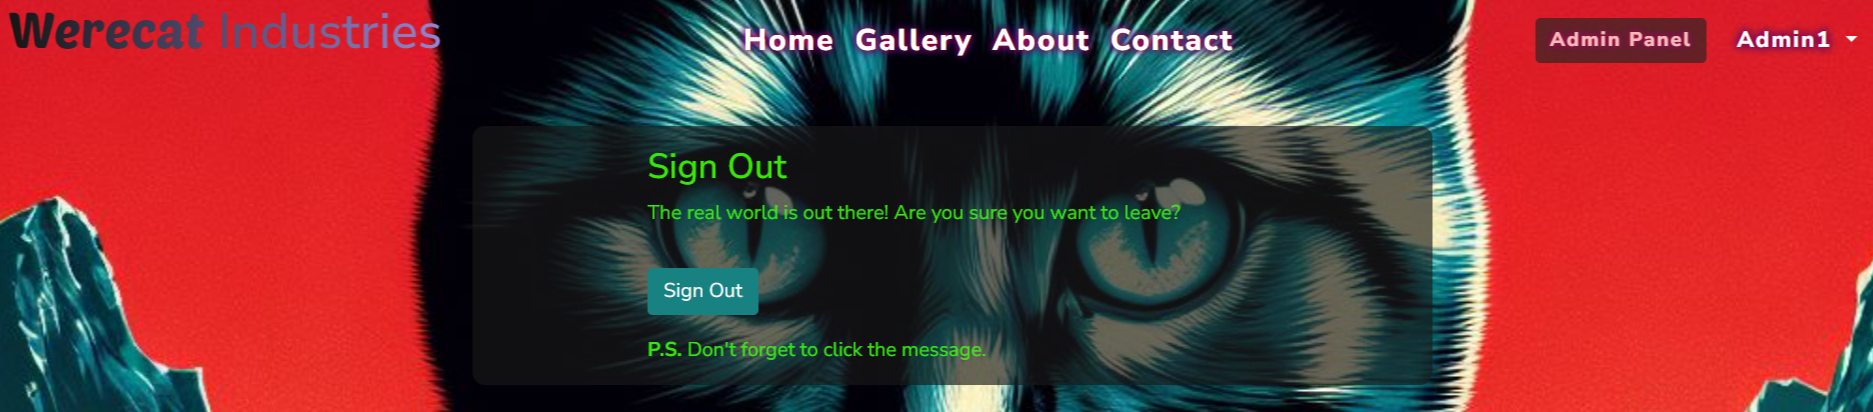 Werecat Industries
Home Gallery About Contact
Admin Panel
Admin1
Sign Out
The real world is out there! Are you sure you want to leave?
Sign Out
P.S. Don't forget to click the message.